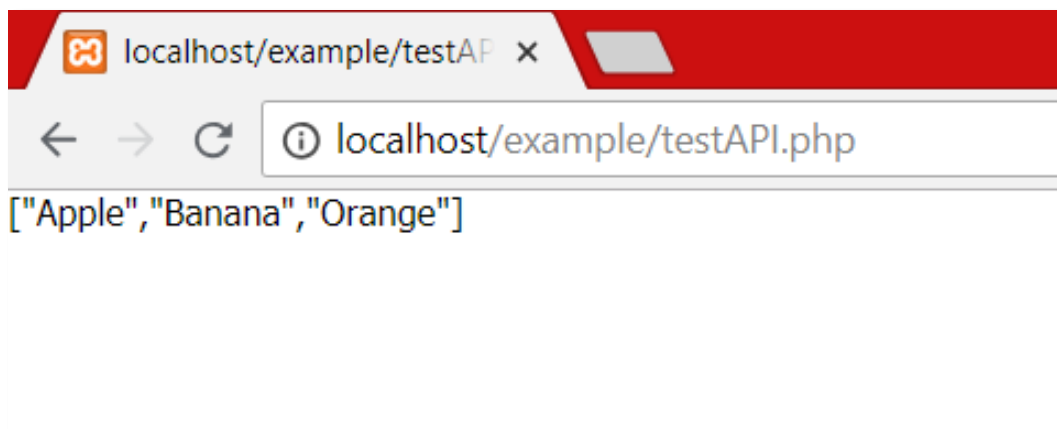 localhost/example/testAP
localhost/example/testAPI.php
["Apple","Banana","Orange"]